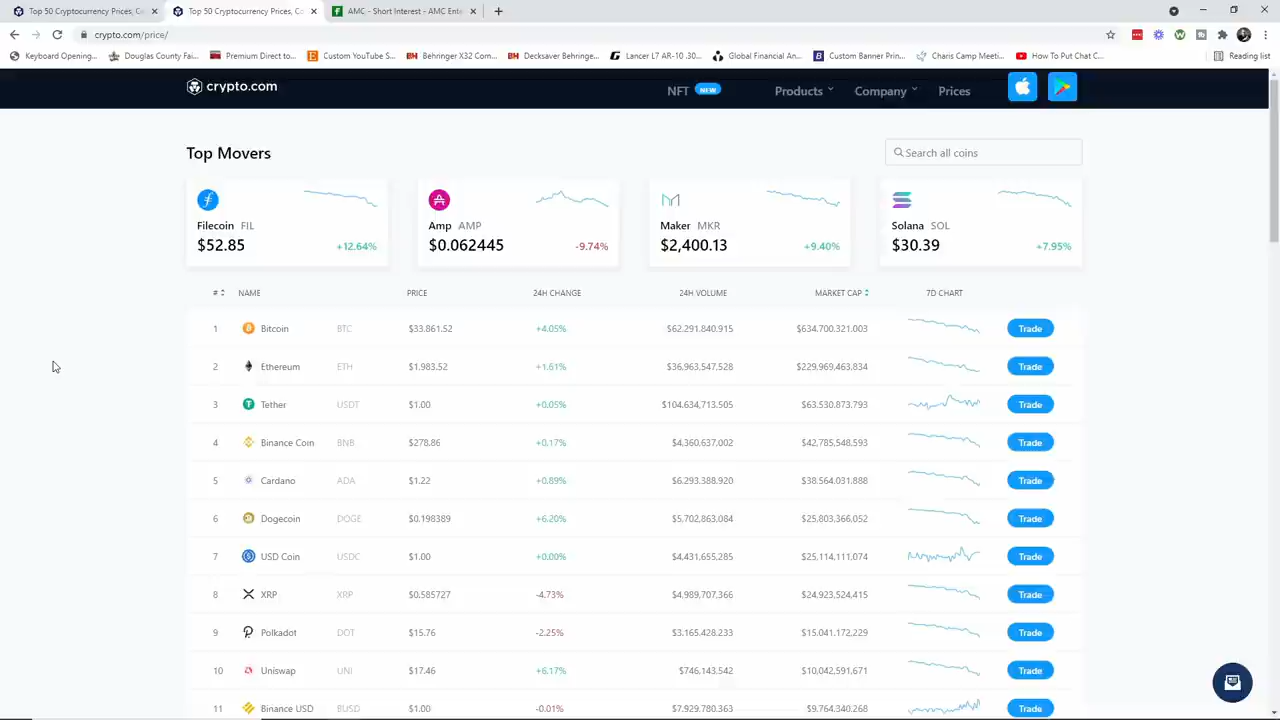 Top 50 Cryptocurrency Prices, Co
Top 50 Cryptocurrency Prices, Co
AMC - Short Interest - AMC Ente
crypto.com/price/
Keyboard Opening...
Douglas County Fai...
Premium Direct to...
Custom YouTube S...
Behringer X32 Com...
Decksaver Behringe...
Lancer L7 AR-10 .30...
Global Financial An...
Custom Banner Prin...
Charis Camp Meeti...
How To Put Chat C...
Reading list
crypto.com
NFT NEW
Products
Company
Prices
Top Movers
Search all coins
Filecoin FIL
$52.85 +12.64%
Amp AMP
$0.062445 -9.74%
Maker MKR
$2,400.13 +9.40%
Solana SOL
$30.39 +7.95%
# NAME PRICE 24H CHANGE 24H VOLUME MARKET CAP 7D CHART
1 Bitcoin BTC $33,861.52 +4.05% $62,291,840,915 $634,700,321,003 Trade
2 Ethereum ETH $1,983.52 +1.61% $36,963,547,528 $229,969,463,834 Trade
3 Tether USDT $1.00 +0.05% $104,634,713,505 $63,530,873,793 Trade
4 Binance Coin BNB $278.86 +0.17% $4,360,637,002 $42,785,548,593 Trade
5 Cardano ADA $1.22 +0.89% $6,293,388,920 $38,564,031,888 Trade
6 Dogecoin DOGE $0.198389 +6.20% $5,702,863,084 $25,803,366,052 Trade
7 USD Coin USDC $1.00 +0.00% $4,431,655,285 $25,114,111,074 Trade
8 XRP XRP $0.585727 -4.73% $4,989,707,366 $24,923,524,415 Trade
9 Polkadot DOT $15.76 -2.25% $3,165,428,233 $15,041,172,229 Trade
10 Uniswap UNI $17.46 +6.17% $746,143,542 $10,042,591,671 Trade
11 Binance USD BUSD $1.00 -0.01% $7,929,780,363 $9,764,340,268 Trade